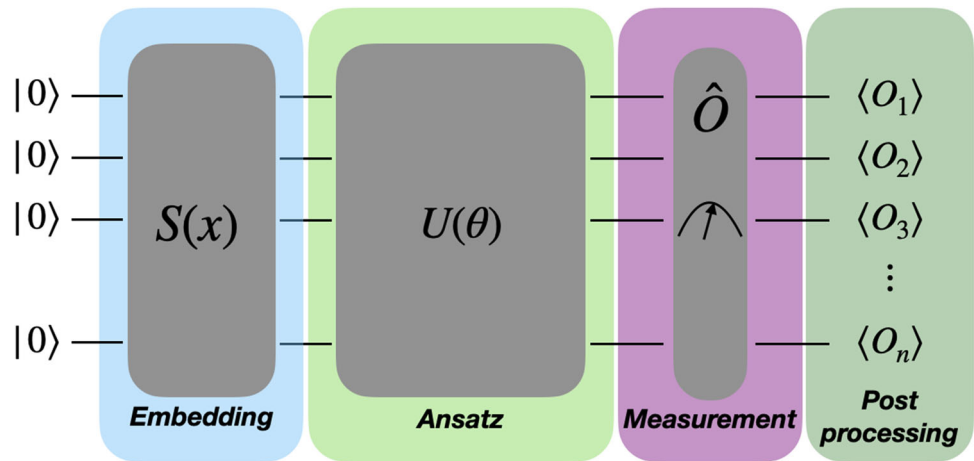 |0⟩ ⟨O₁⟩
|0⟩ Ô ⟨O₂⟩
|0⟩ S(x) U(θ) ⟨O₃⟩
⋮
|0⟩ ⟨Oₙ⟩
Embedding
Ansatz
Measurement
Post
processing